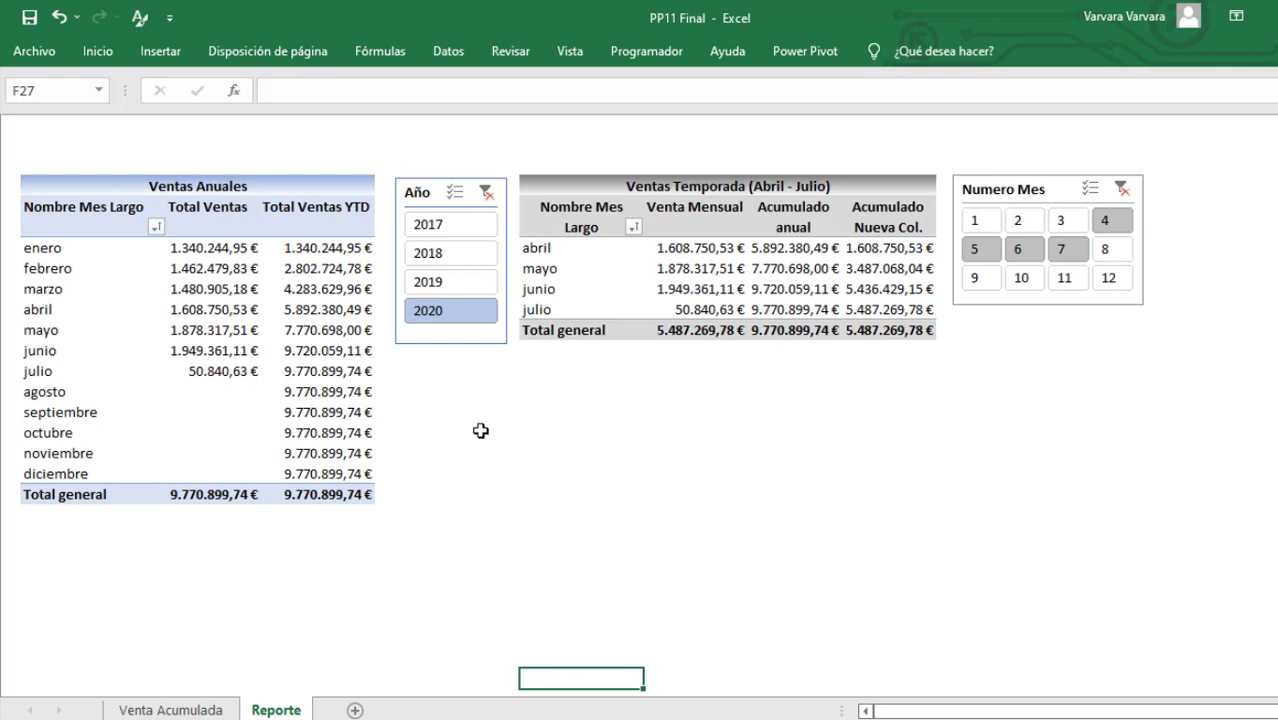 PP11 Final - Excel
Varvara Varvara
Archivo Inicio Insertar Disposición de página Fórmulas Datos Revisar Vista Programador Ayuda Power Pivot ¿Qué desea hacer?
F27 fx
Ventas Anuales
Nombre Mes Largo Total Ventas Total Ventas YTD
enero 1.340.244,95 € 1.340.244,95 €
febrero 1.462.479,83 € 2.802.724,78 €
marzo 1.480.905,18 € 4.283.629,96 €
abril 1.608.750,53 € 5.892.380,49 €
mayo 1.878.317,51 € 7.770.698,00 €
junio 1.949.361,11 € 9.720.059,11 €
julio 50.840,63 € 9.770.899,74 €
agosto 9.770.899,74 €
septiembre 9.770.899,74 €
octubre 9.770.899,74 €
noviembre 9.770.899,74 €
diciembre 9.770.899,74 €
Total general 9.770.899,74 € 9.770.899,74 €
Año
2017
2018
2019
2020
Ventas Temporada (Abril - Julio)
Nombre Mes Venta Mensual Acumulado Acumulado
Largo anual Nueva Col.
abril 1.608.750,53 € 5.892.380,49 € 1.608.750,53 €
mayo 1.878.317,51 € 7.770.698,00 € 3.487.068,04 €
junio 1.949.361,11 € 9.720.059,11 € 5.436.429,15 €
julio 50.840,63 € 9.770.899,74 € 5.487.269,78 €
Total general 5.487.269,78 € 9.770.899,74 € 5.487.269,78 €
Numero Mes
1 2 3 4
5 6 7 8
9 10 11 12
Venta Acumulada Reporte